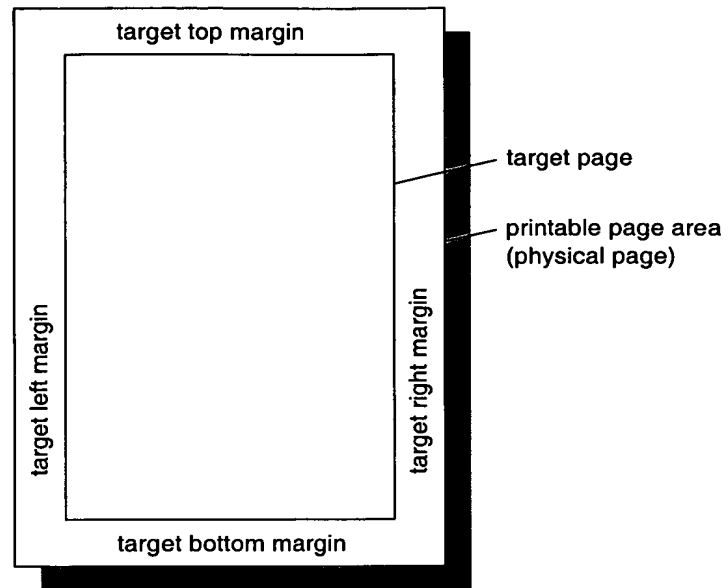 target top margin
target page
printable page area
(physical page)
target left margin
target right margin
target bottom margin